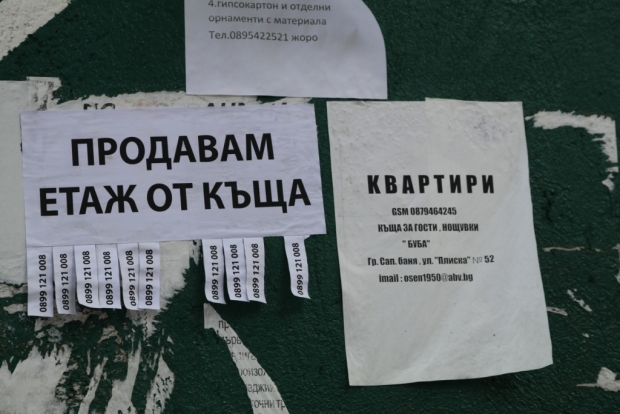 4.гипсокартон и отделни
орнаменти с материала
Тел.0895422521 жоро
ПРОДАВАМ
ЕТАЖ ОТ КЪЩА
0899 121 008
0899 121 008
0899 121 008
0899 121 008
0899 121 008
0899 121 008
0899 121 008
0899 121 008
0899 121 008
0899 121 008
КВАРТИРИ
GSM 0879464245
КЪЩА ЗА ГОСТИ , НОЩУВКИ
" БУБА"
Гр. Сап. баня , ул. "Плиска" № 52
imail : osen1950@abv.bg